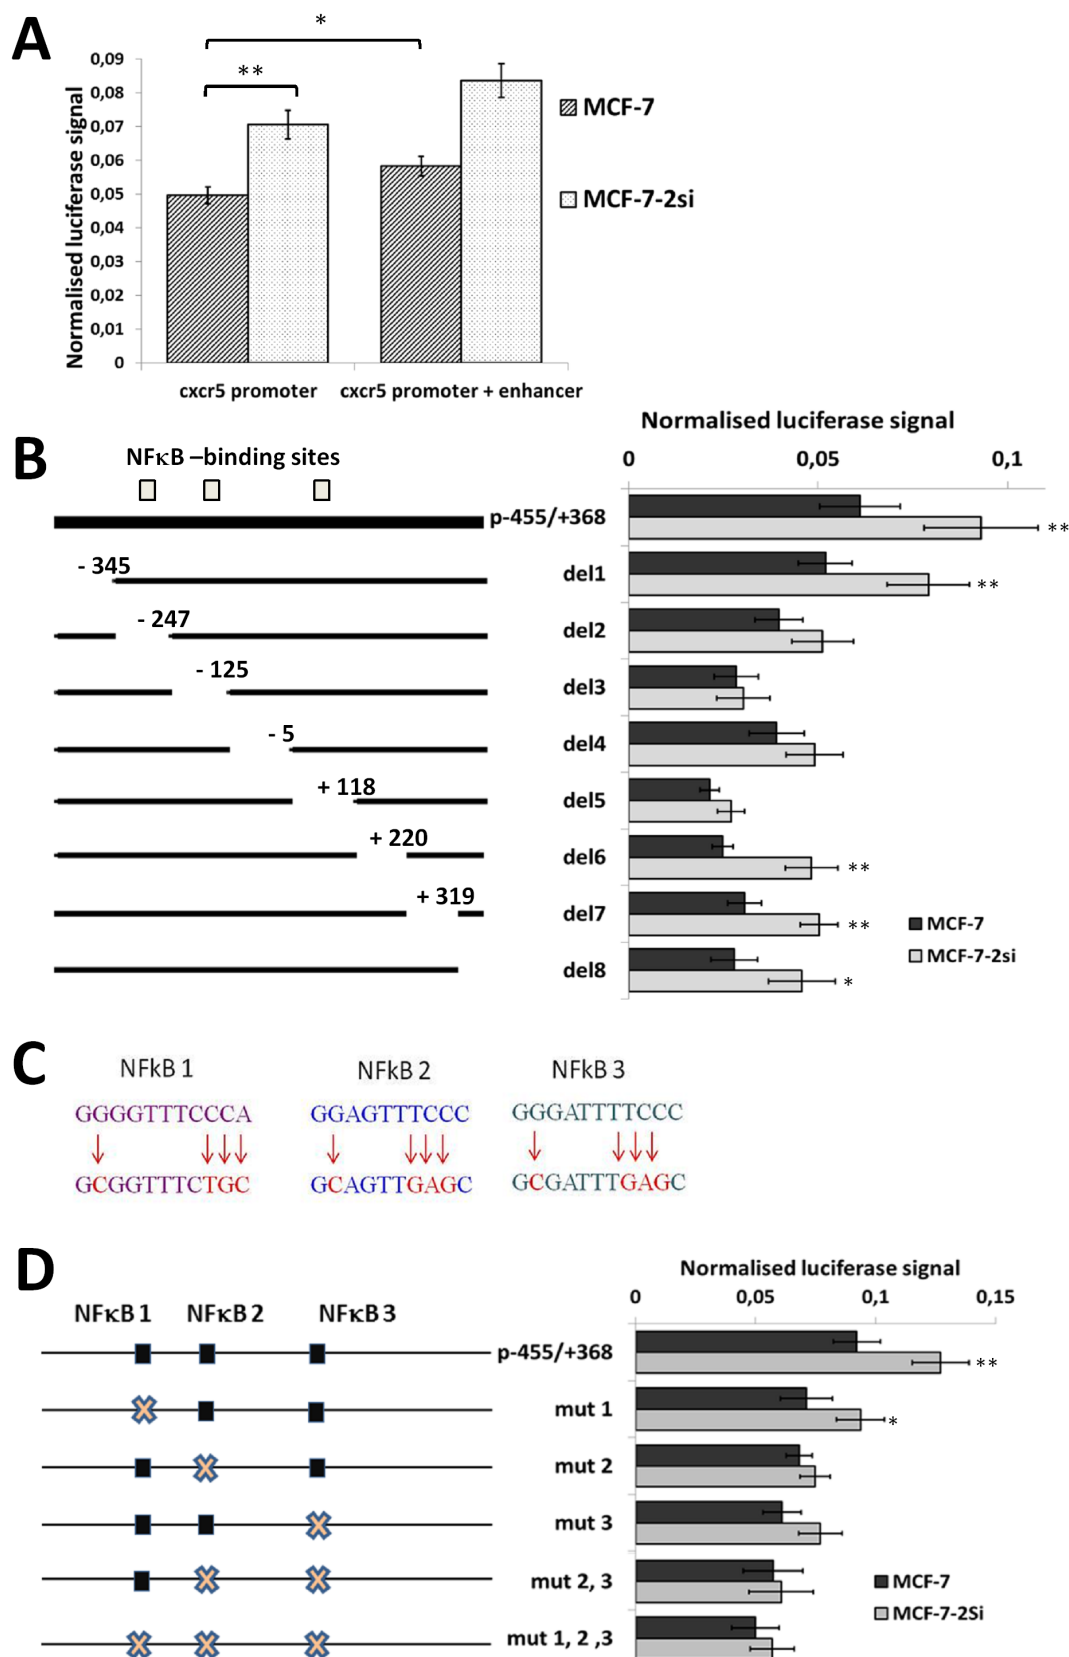 A
*
**
Normalised luciferase signal
0,09
0,08
0,07
0,06
0,05
0,04
0,03
0,02
0,01
0
cxcr5 promoter
cxcr5 promoter + enhancer
MCF-7
MCF-7-2si
B
NFκB –binding sites
Normalised luciferase signal
0 0,05 0,1
p-455/+368
**
- 345
del1
**
- 247
del2
- 125
del3
- 5
del4
+ 118
del5
+ 220
del6
**
+ 319
del7
**
del8
*
MCF-7
MCF-7-2si
C
NFkB 1 NFkB 2 NFkB 3
GGGGTTTCCCA GGAGTTTCCC GGGATTTTCCC
GCGGTTTCTGC GCAGTTGAGC GCGATTTGAGC
D
NFκB 1 NFκB 2 NFκB 3
Normalised luciferase signal
0 0,05 0,1 0,15
p-455/+368
**
mut 1
*
mut 2
mut 3
mut 2, 3
mut 1, 2 ,3
MCF-7
MCF-7-2Si